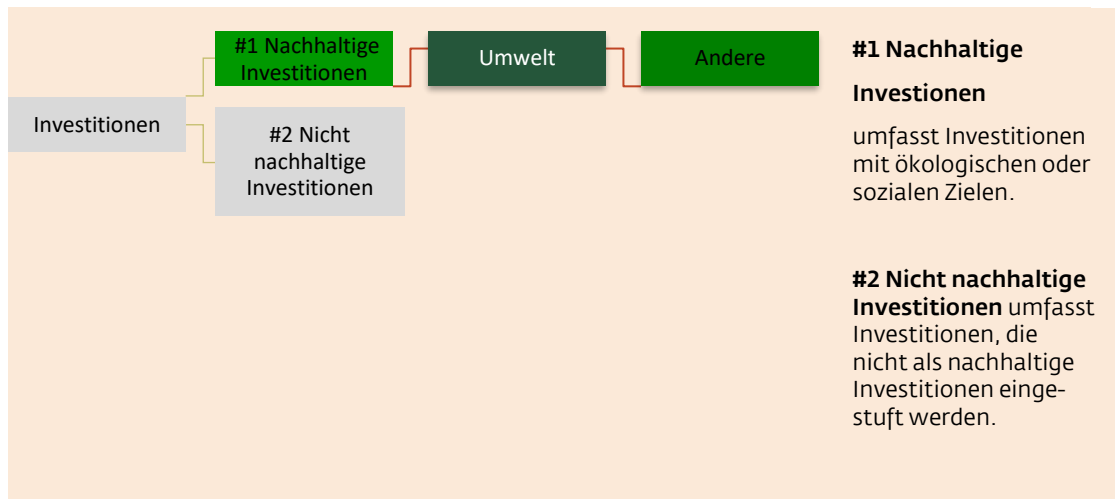 Investitionen
#1 Nachhaltige
Investitionen
#2 Nicht
nachhaltige
Investitionen
Umwelt
Andere
#1 Nachhaltige
Investionen
umfasst Investitionen
mit ökologischen oder
sozialen Zielen.
#2 Nicht nachhaltige
Investitionen umfasst
Investitionen, die
nicht als nachhaltige
Investitionen einge-
stuft werden.